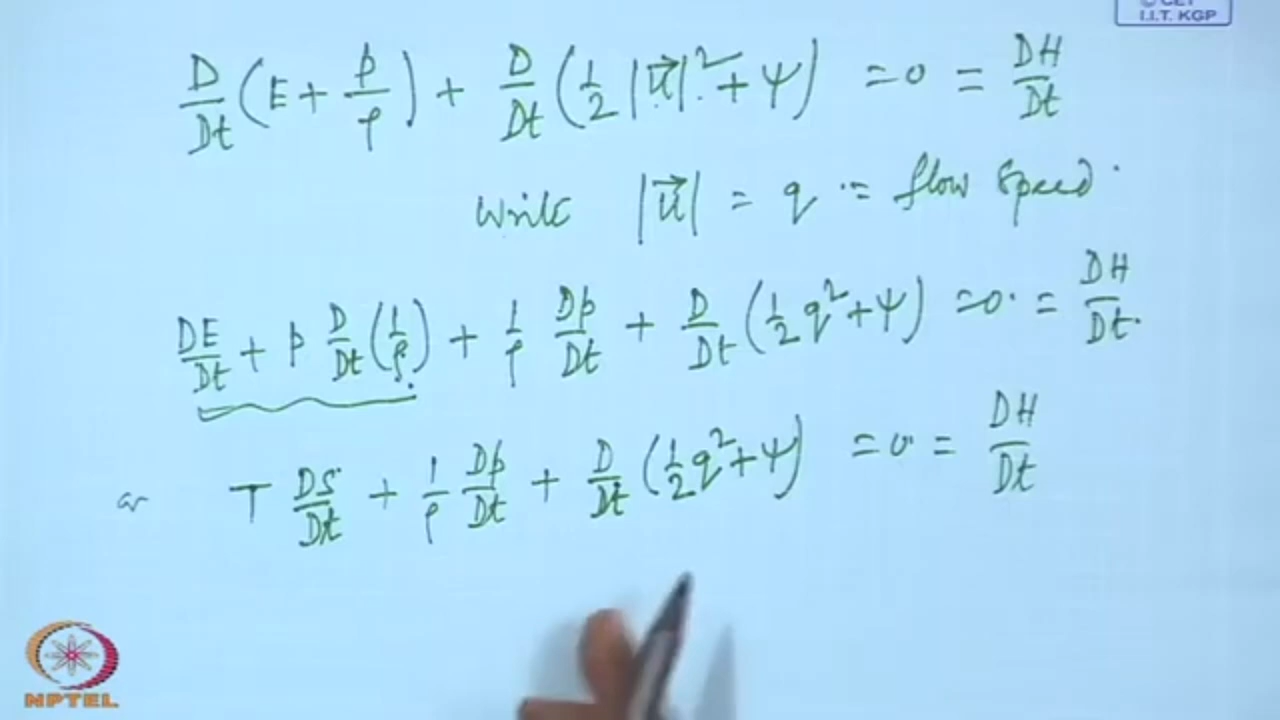 © CET
I.I.T. KGP
D/Dt (E + p/ρ) + D/Dt (1/2 |u⃗|² + ψ) = 0 = DH/Dt
Write |u⃗| = q = flow speed.
DE/Dt + p D/Dt (1/ρ) + 1/ρ Dp/Dt + D/Dt (1/2 q² + ψ) = 0 = DH/Dt.
or T DS/Dt + 1/ρ Dp/Dt + D/Dt (1/2 q² + ψ) = 0 = DH/Dt
NPTEL